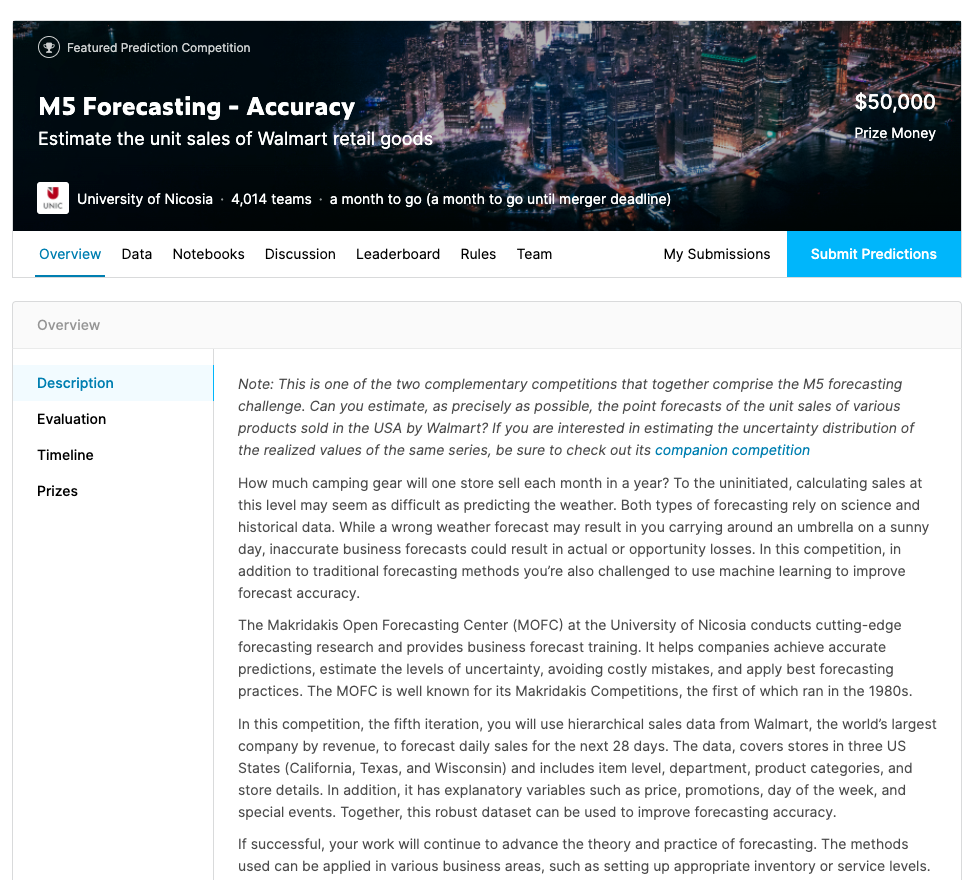 Featured Prediction Competition
M5 Forecasting - Accuracy
Estimate the unit sales of Walmart retail goods
$50,000
Prize Money
UNIC
University of Nicosia · 4,014 teams · a month to go (a month to go until merger deadline)
Overview Data Notebooks Discussion Leaderboard Rules Team My Submissions Submit Predictions
Overview
Description
Evaluation
Timeline
Prizes
Note: This is one of the two complementary competitions that together comprise the M5 forecasting
challenge. Can you estimate, as precisely as possible, the point forecasts of the unit sales of various
products sold in the USA by Walmart? If you are interested in estimating the uncertainty distribution of
the realized values of the same series, be sure to check out its companion competition
How much camping gear will one store sell each month in a year? To the uninitiated, calculating sales at
this level may seem as difficult as predicting the weather. Both types of forecasting rely on science and
historical data. While a wrong weather forecast may result in you carrying around an umbrella on a sunny
day, inaccurate business forecasts could result in actual or opportunity losses. In this competition, in
addition to traditional forecasting methods you’re also challenged to use machine learning to improve
forecast accuracy.
The Makridakis Open Forecasting Center (MOFC) at the University of Nicosia conducts cutting-edge
forecasting research and provides business forecast training. It helps companies achieve accurate
predictions, estimate the levels of uncertainty, avoiding costly mistakes, and apply best forecasting
practices. The MOFC is well known for its Makridakis Competitions, the first of which ran in the 1980s.
In this competition, the fifth iteration, you will use hierarchical sales data from Walmart, the world’s largest
company by revenue, to forecast daily sales for the next 28 days. The data, covers stores in three US
States (California, Texas, and Wisconsin) and includes item level, department, product categories, and
store details. In addition, it has explanatory variables such as price, promotions, day of the week, and
special events. Together, this robust dataset can be used to improve forecasting accuracy.
If successful, your work will continue to advance the theory and practice of forecasting. The methods
used can be applied in various business areas, such as setting up appropriate inventory or service levels.